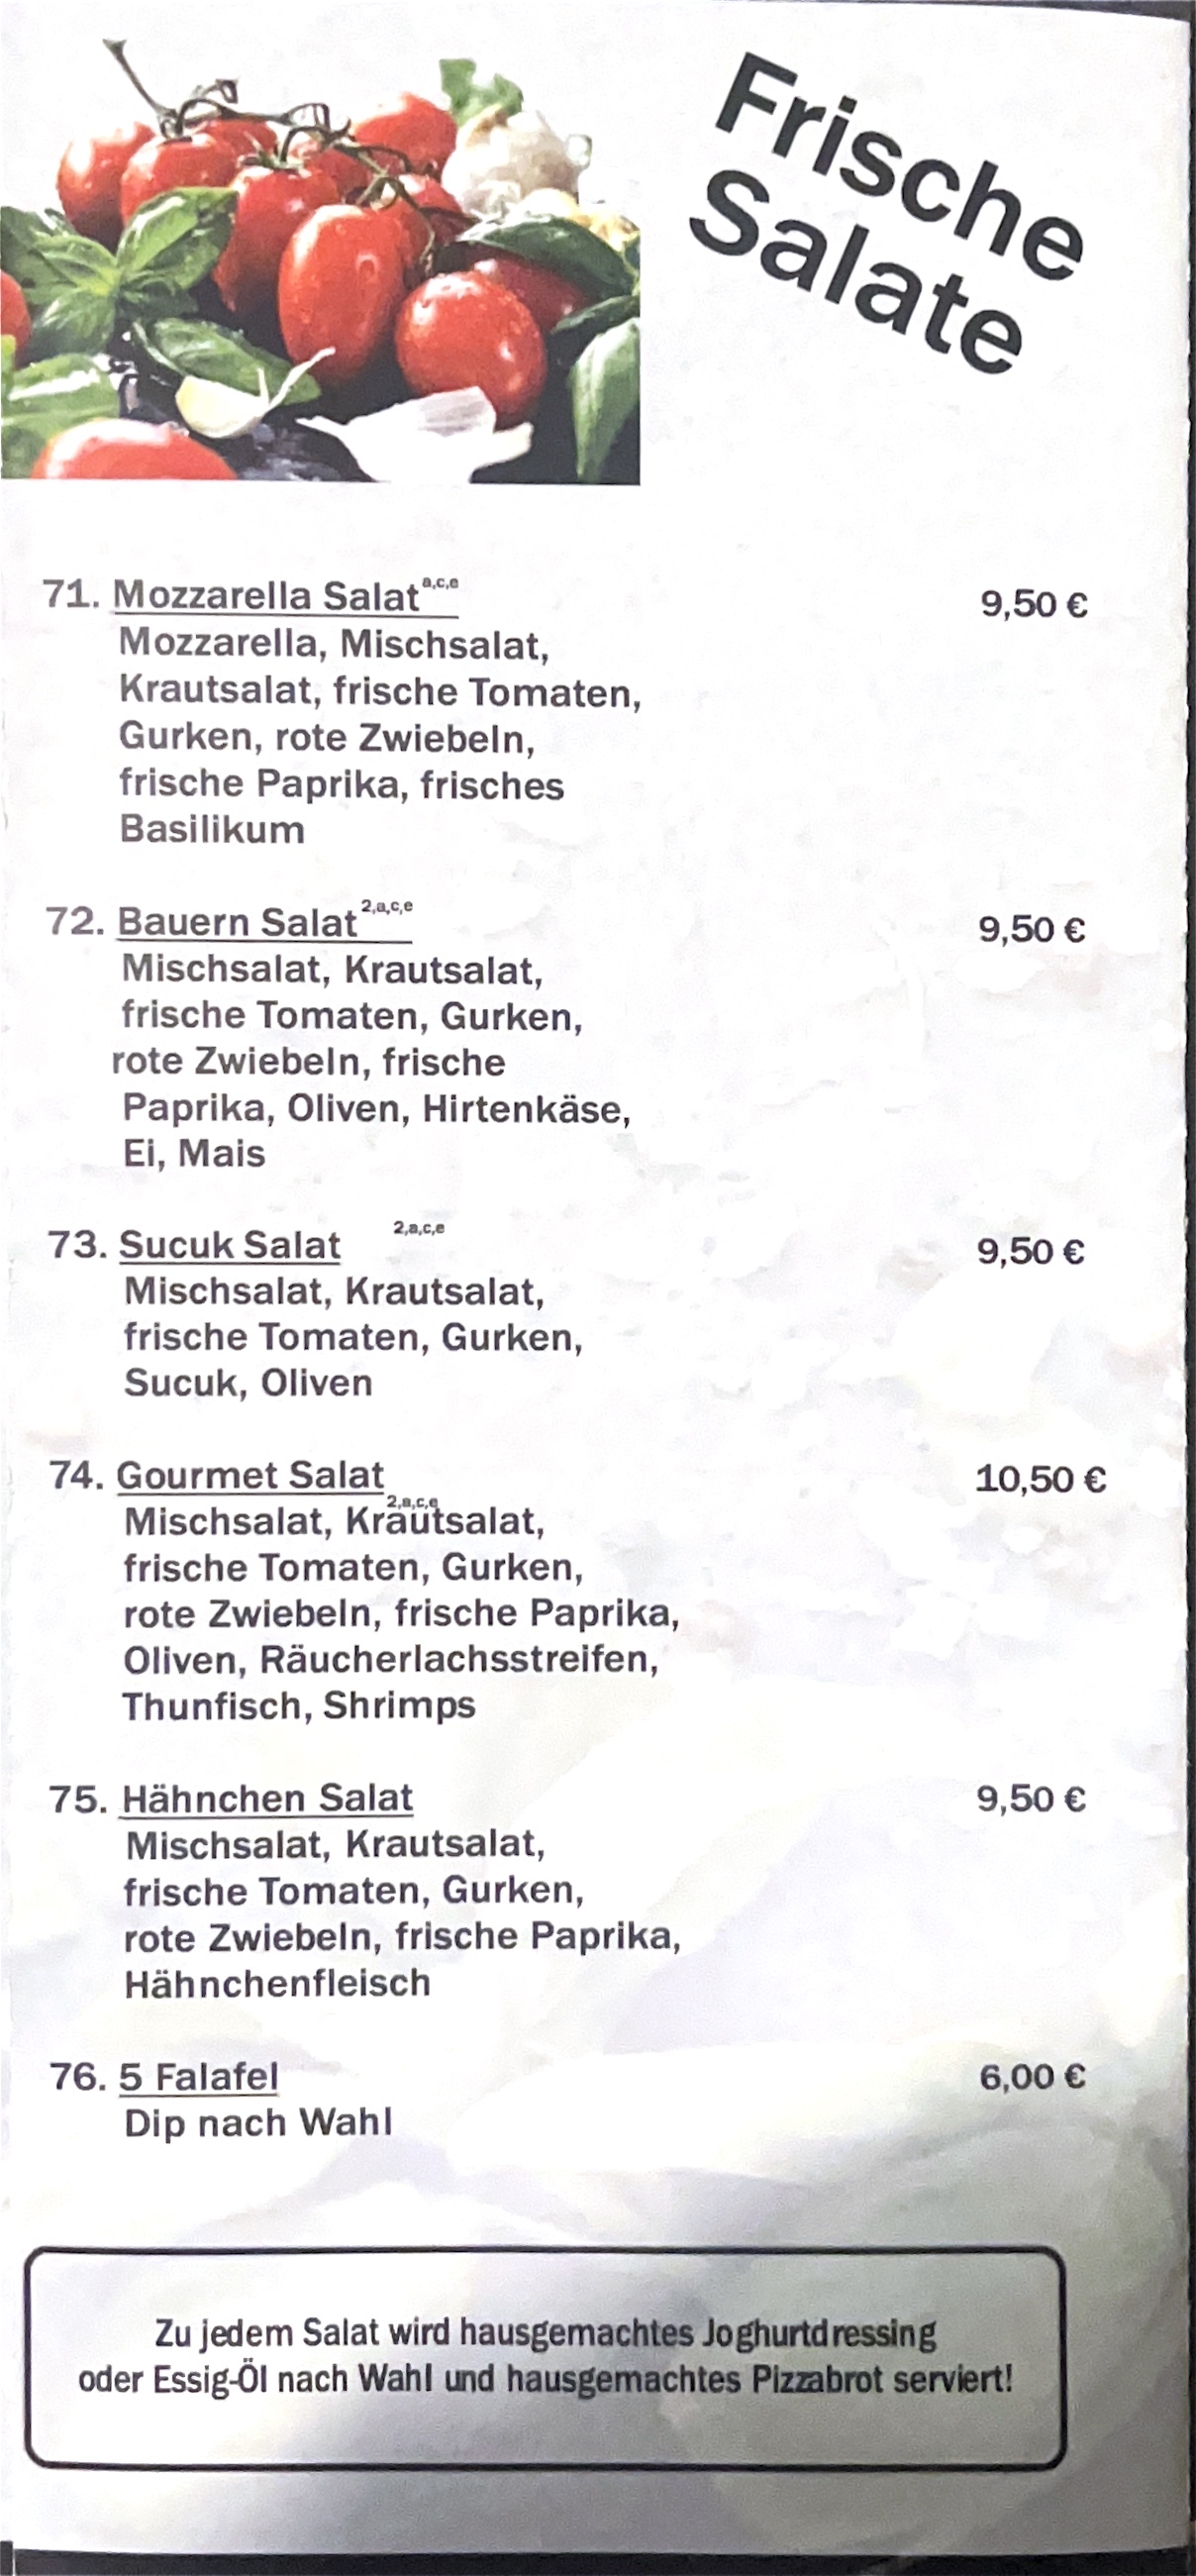 Frische
Salate
71. Mozzarella Salat a,c,e 9,50 €
Mozzarella, Mischsalat,
Krautsalat, frische Tomaten,
Gurken, rote Zwiebeln,
frische Paprika, frisches
Basilikum
72. Bauern Salat 2,a,c,e 9,50 €
Mischsalat, Krautsalat,
frische Tomaten, Gurken,
rote Zwiebeln, frische
Paprika, Oliven, Hirtenkäse,
Ei, Mais
73. Sucuk Salat 2,a,c,e 9,50 €
Mischsalat, Krautsalat,
frische Tomaten, Gurken,
Sucuk, Oliven
74. Gourmet Salat 2,a,c,e 10,50 €
Mischsalat, Krautsalat,
frische Tomaten, Gurken,
rote Zwiebeln, frische Paprika,
Oliven, Räucherlachsstreifen,
Thunfisch, Shrimps
75. Hähnchen Salat 9,50 €
Mischsalat, Krautsalat,
frische Tomaten, Gurken,
rote Zwiebeln, frische Paprika,
Hähnchenfleisch
76. 5 Falafel 6,00 €
Dip nach Wahl
Zu jedem Salat wird hausgemachtes Joghurtdressing
oder Essig-Öl nach Wahl und hausgemachtes Pizzabrot serviert!